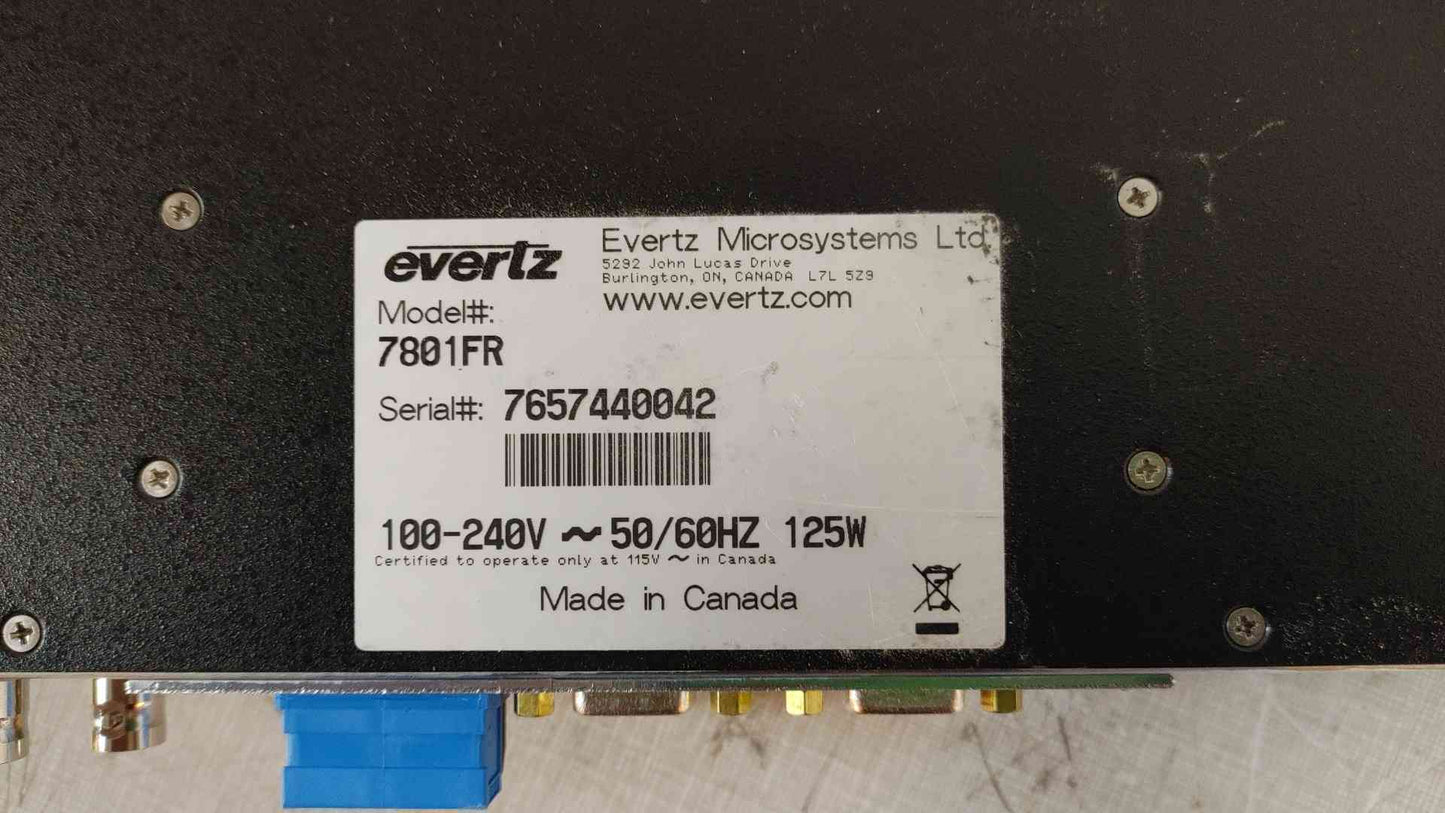 evertz
Evertz Microsystems Ltd.
5292 John Lucas Drive
Burlington, ON, CANADA L7L 5Z9
www.evertz.com
Model#:
7801FR
Serial#: 7657440042
100-240V ~ 50/60HZ 125W
Certified to operate only at 115V ~ in Canada
Made in Canada